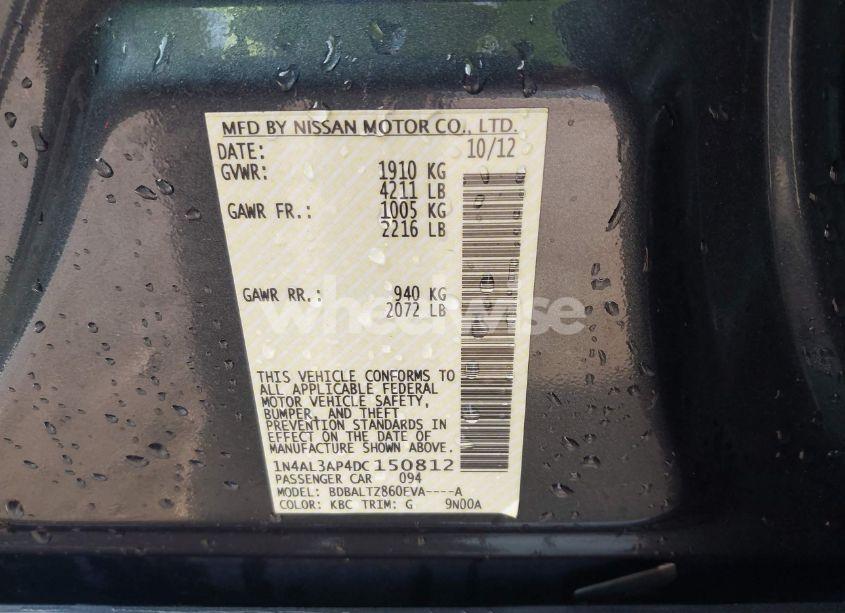 MFD BY NISSAN MOTOR CO., LTD.
DATE: 10/12
GVWR: 1910 KG
4211 LB
GAWR FR.: 1005 KG
2216 LB
GAWR RR.: 940 KG
2072 LB
wheelwise
THIS VEHICLE CONFORMS TO
ALL APPLICABLE FEDERAL
MOTOR VEHICLE SAFETY,
BUMPER, AND THEFT
PREVENTION STANDARDS IN
EFFECT ON THE DATE OF
MANUFACTURE SHOWN ABOVE.
1N4AL3AP4DC150812
PASSENGER CAR 094
MODEL: BDBALTZ860EVA----A
COLOR: KBC TRIM: G 9N00A